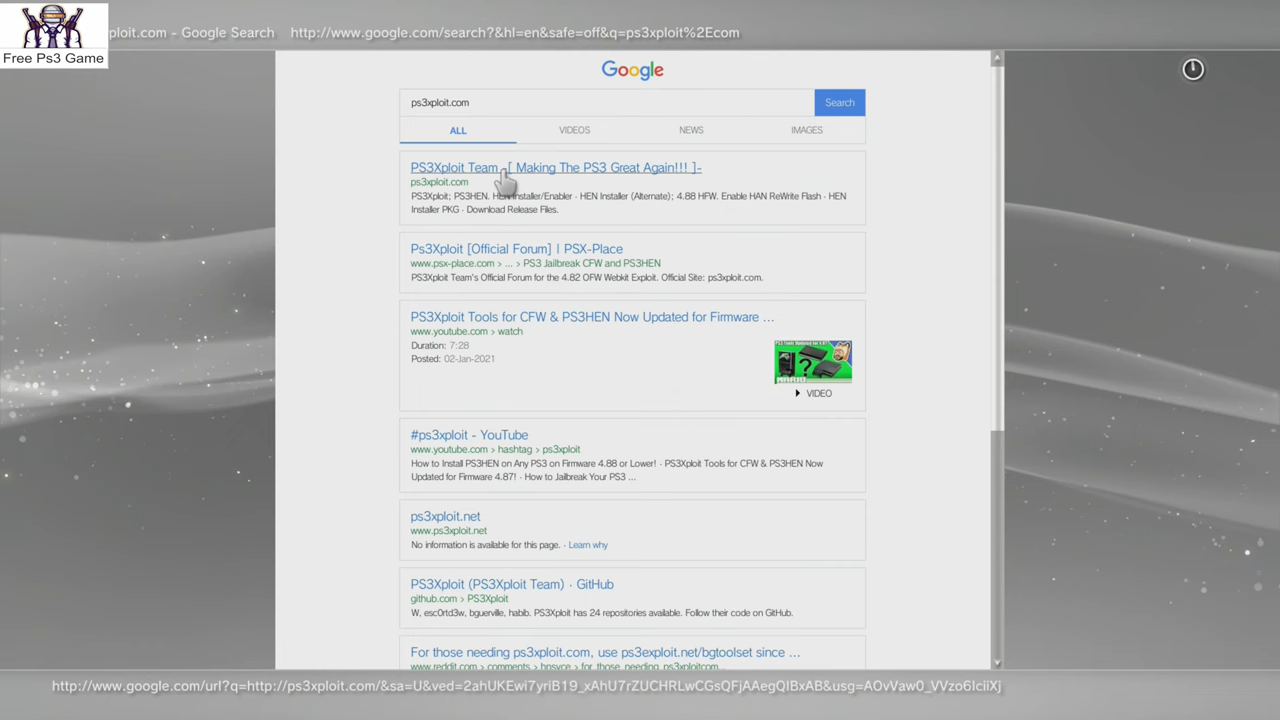 xploit.com - Google Search http://www.google.com/search?&hl=en&safe=off&q=ps3xploit%2Ecom
Free Ps3 Game
Google
ps3xploit.com Search
ALL VIDEOS NEWS IMAGES
PS3Xploit Team -[ Making The PS3 Great Again!!! ]-
ps3xploit.com
PS3Xploit; PS3HEN. HEN Installer/Enabler · HEN Installer (Alternate); 4.88 HFW. Enable HAN ReWrite Flash · HEN
Installer PKG · Download Release Files.
Ps3Xploit [Official Forum] | PSX-Place
www.psx-place.com › ... › PS3 Jailbreak CFW and PS3HEN
PS3Xploit Team's Official Forum for the 4.82 OFW Webkit Exploit. Official Site: ps3xploit.com.
PS3Xploit Tools for CFW & PS3HEN Now Updated for Firmware ...
www.youtube.com › watch
Duration: 7:28
Posted: 02-Jan-2021
VIDEO
#ps3xploit - YouTube
www.youtube.com › hashtag › ps3xploit
How to Install PS3HEN on Any PS3 on Firmware 4.88 or Lower! · PS3Xploit Tools for CFW & PS3HEN Now
Updated for Firmware 4.87! · How to Jailbreak Your PS3 ...
ps3xploit.net
www.ps3xploit.net
No information is available for this page. · Learn why
PS3Xploit (PS3Xploit Team) · GitHub
github.com › PS3Xploit
W, esc0rtd3w, bguerville, habib. PS3Xploit has 24 repositories available. Follow their code on GitHub.
For those needing ps3xploit.com, use ps3exploit.net/bgtoolset since ...
www.reddit.com › comments › hnsyce › for_those_needing_ps3xploitcom...
http://www.google.com/url?q=http://ps3xploit.com/&sa=U&ved=2ahUKEwi7yriB19_xAhU7rZUCHRLwCGsQFjAAegQIBxAB&usg=AOvVaw0_VVzo6IciiXj